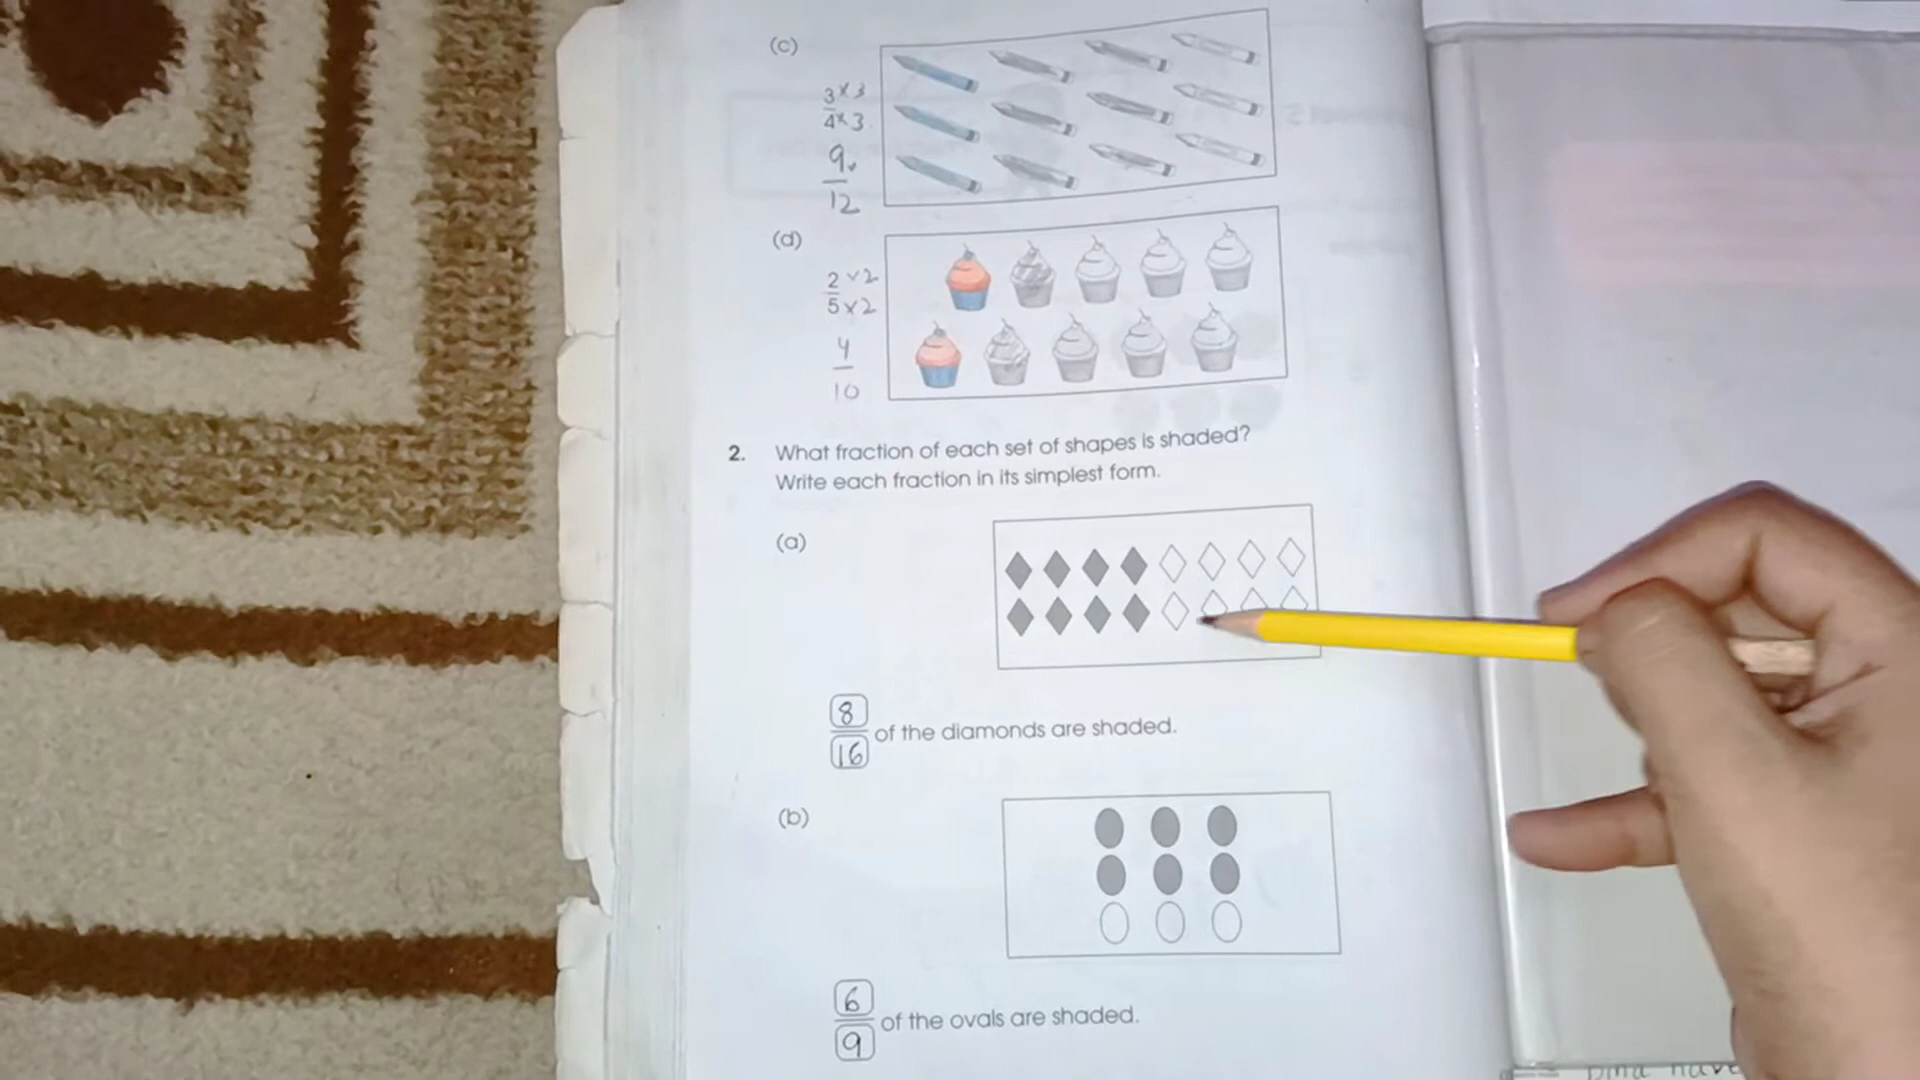 (c)
3 × 3
4 × 3
9
12
(d)
2 × 2
5 × 2
4
10
2. What fraction of each set of shapes is shaded?
Write each fraction in its simplest form.
(a)
8
16 of the diamonds are shaded.
(b)
6
9 of the ovals are shaded.